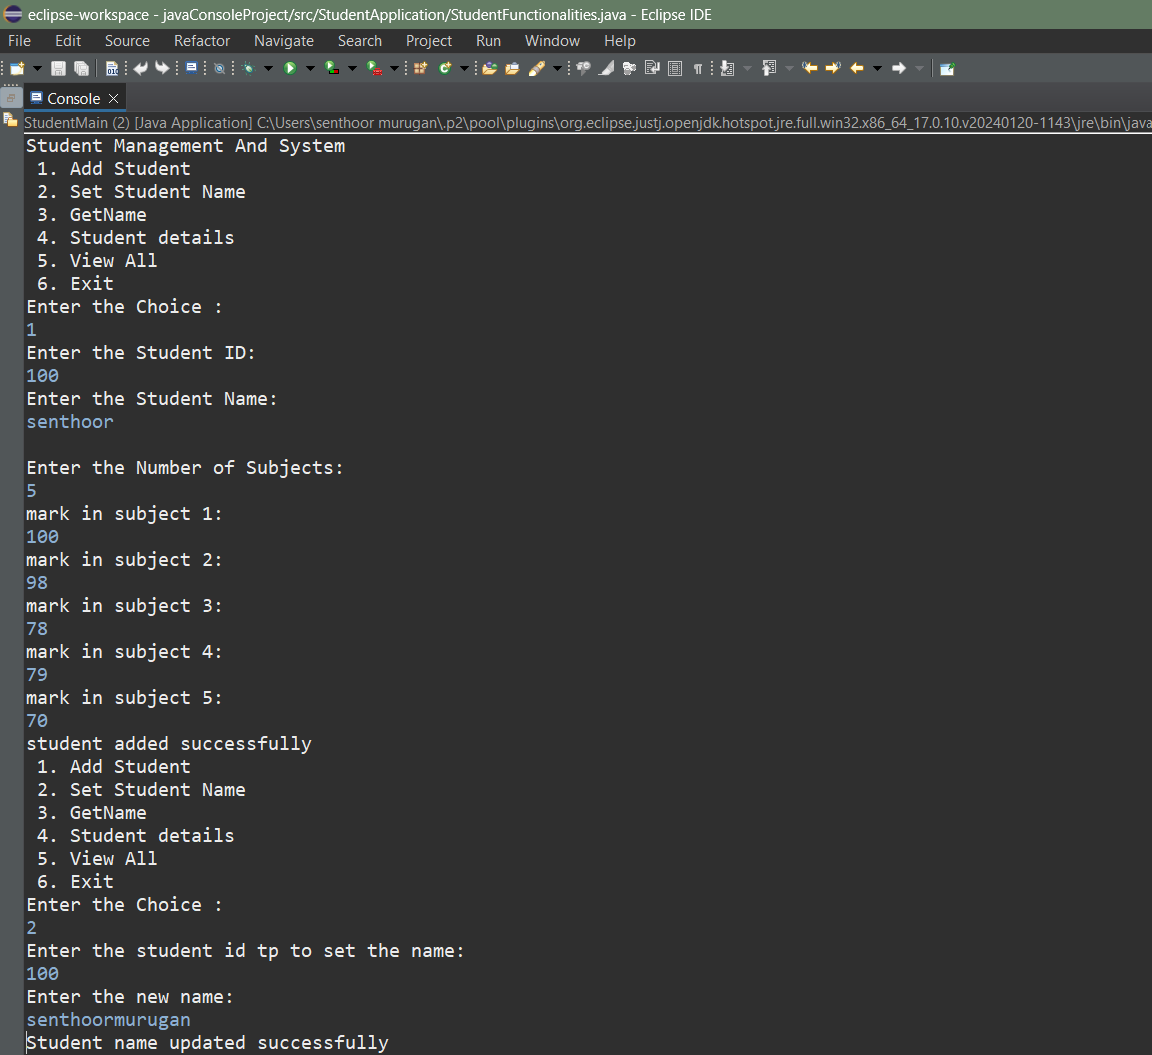 eclipse-workspace - javaConsoleProject/src/StudentApplication/StudentFunctionalities.java - Eclipse IDE
File Edit Source Refactor Navigate Search Project Run Window Help
Console
StudentMain (2) [Java Application] C:\Users\senthoor murugan\.p2\pool\plugins\org.eclipse.justj.openjdk.hotspot.jre.full.win32.x86_64_17.0.10.v20240120-1143\jre\bin\java
Student Management And System
1. Add Student
2. Set Student Name
3. GetName
4. Student details
5. View All
6. Exit
Enter the Choice :
1
Enter the Student ID:
100
Enter the Student Name:
senthoor
Enter the Number of Subjects:
5
mark in subject 1:
100
mark in subject 2:
98
mark in subject 3:
78
mark in subject 4:
79
mark in subject 5:
70
student added successfully
1. Add Student
2. Set Student Name
3. GetName
4. Student details
5. View All
6. Exit
Enter the Choice :
2
Enter the student id tp to set the name:
100
Enter the new name:
senthoormurugan
Student name updated successfully